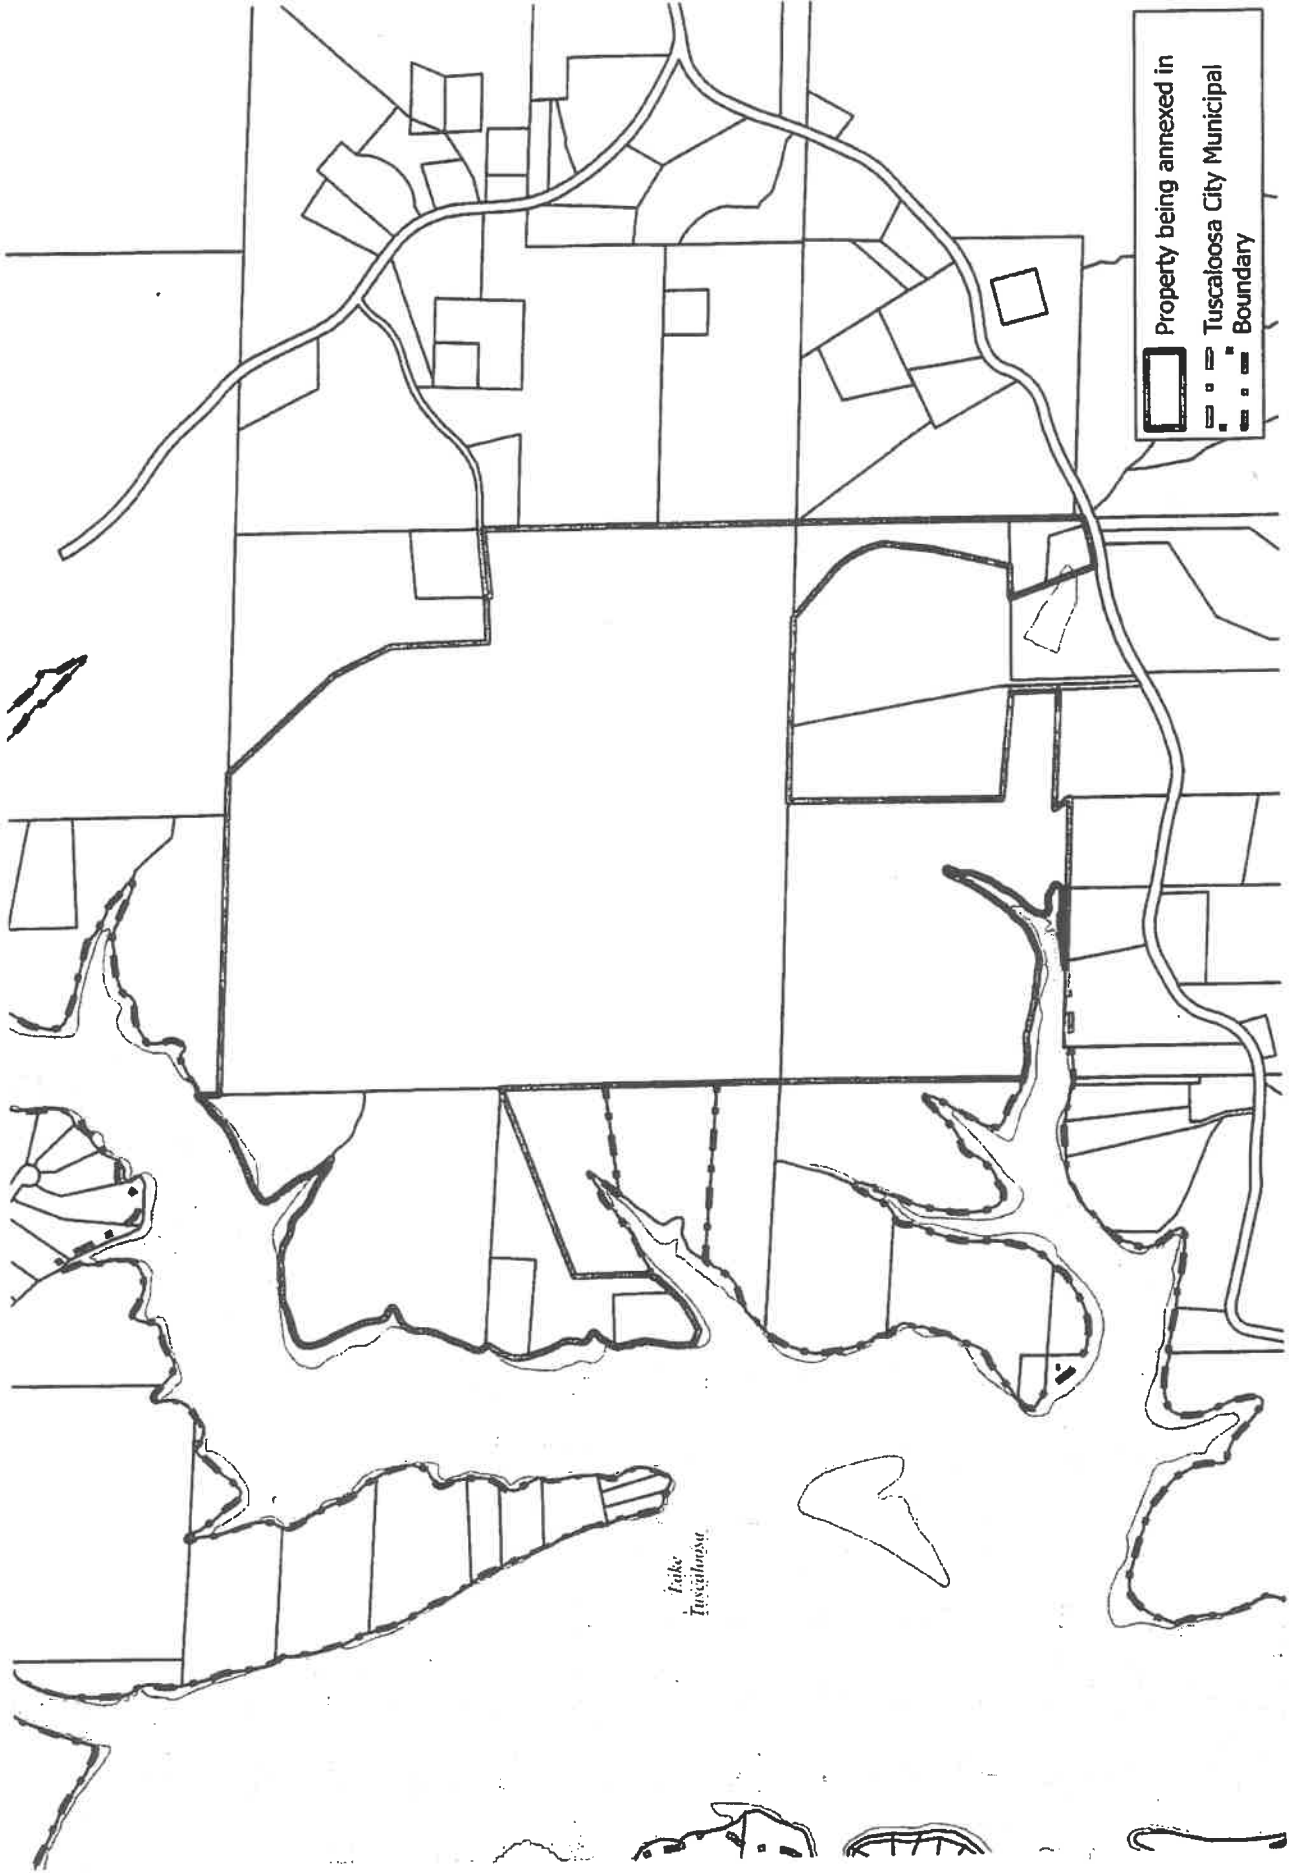 Property being annexed in
Tuscaloosa City Municipal
Boundary
Lake
Tuscaloosa